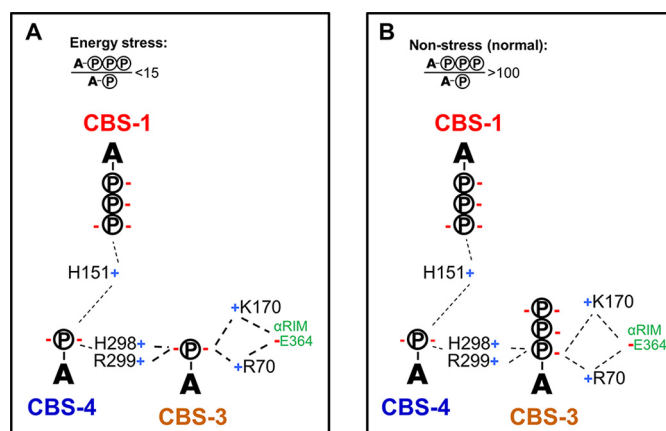 A
Energy stress:
A-PPP
A-P
<15
CBS-1
A
P-
P-
-P-
H151+
+K170
αRIM
-E364
-P-
H298+
R299+
-P-
+R70
A
CBS-4
A
CBS-3
B
Non-stress (normal):
A-PPP
A-P
>100
CBS-1
A
P-
P-
-P-
H151+
+K170
-P
P
P-
αRIM
-E364
-P-
H298+
R299+
+R70
A
CBS-4
A
CBS-3